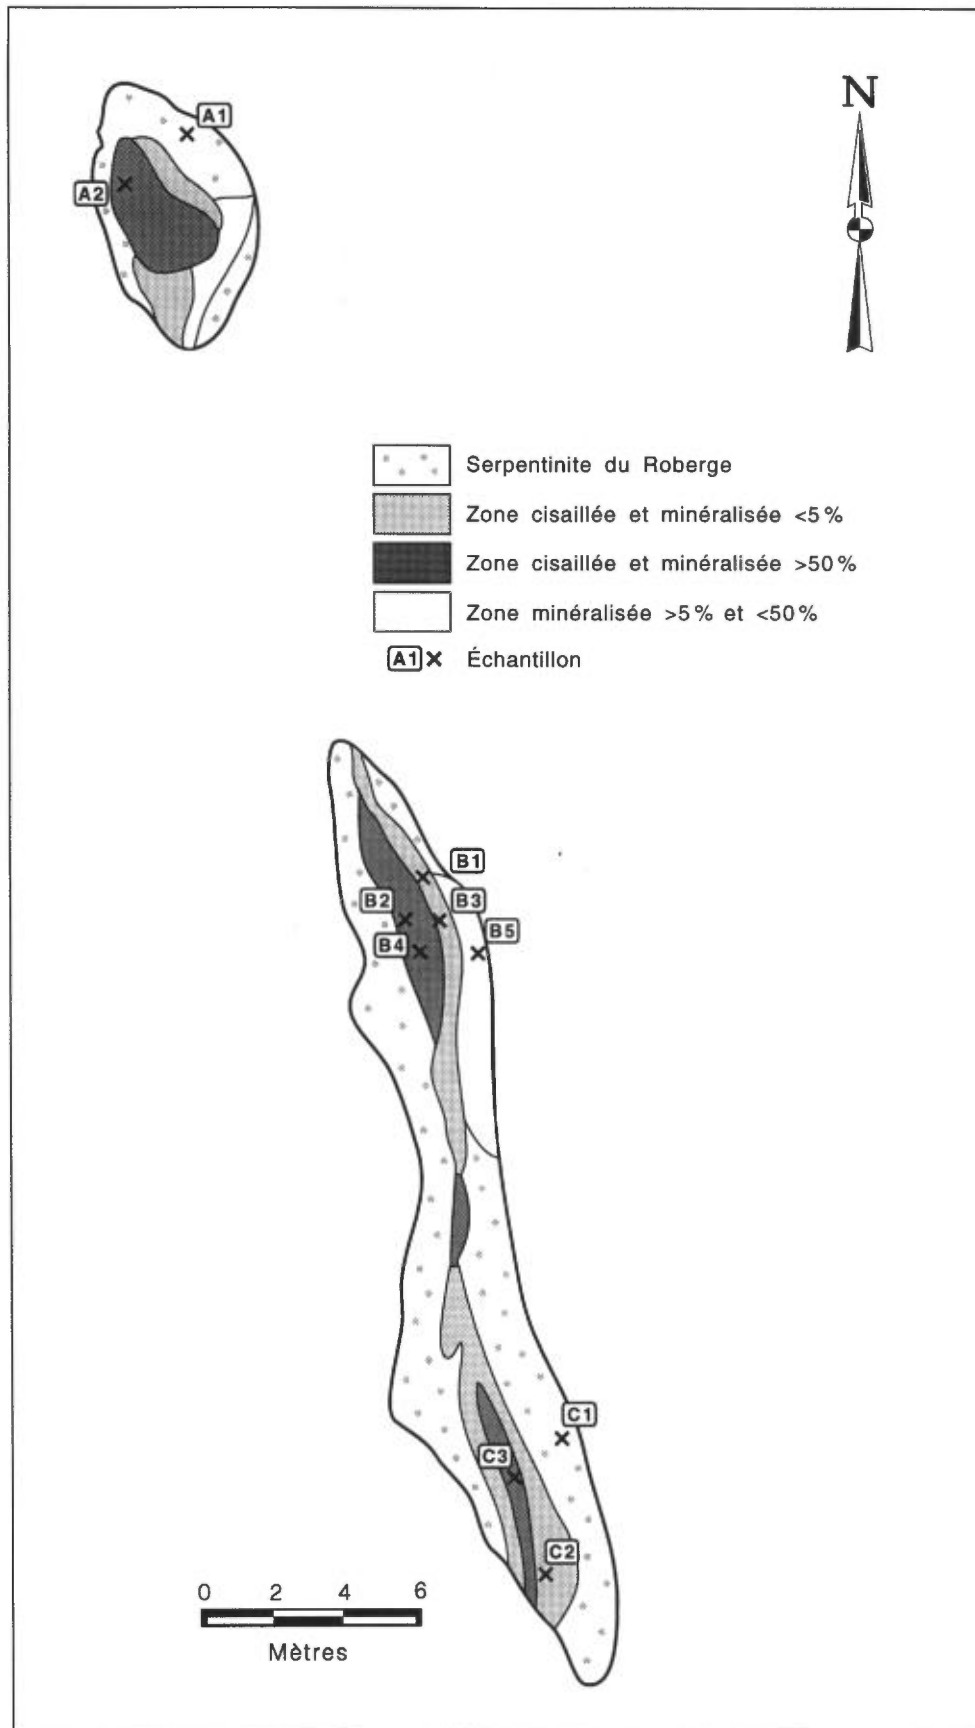 N
A1
A2
Serpentinite du Roberge
Zone cisaillée et minéralisée <5%
Zone cisaillée et minéralisée >50%
Zone minéralisée >5% et <50%
A1 Échantillon
B1
B2
B3
B4
B5
C1
C3
C2
0 2 4 6
Mètres